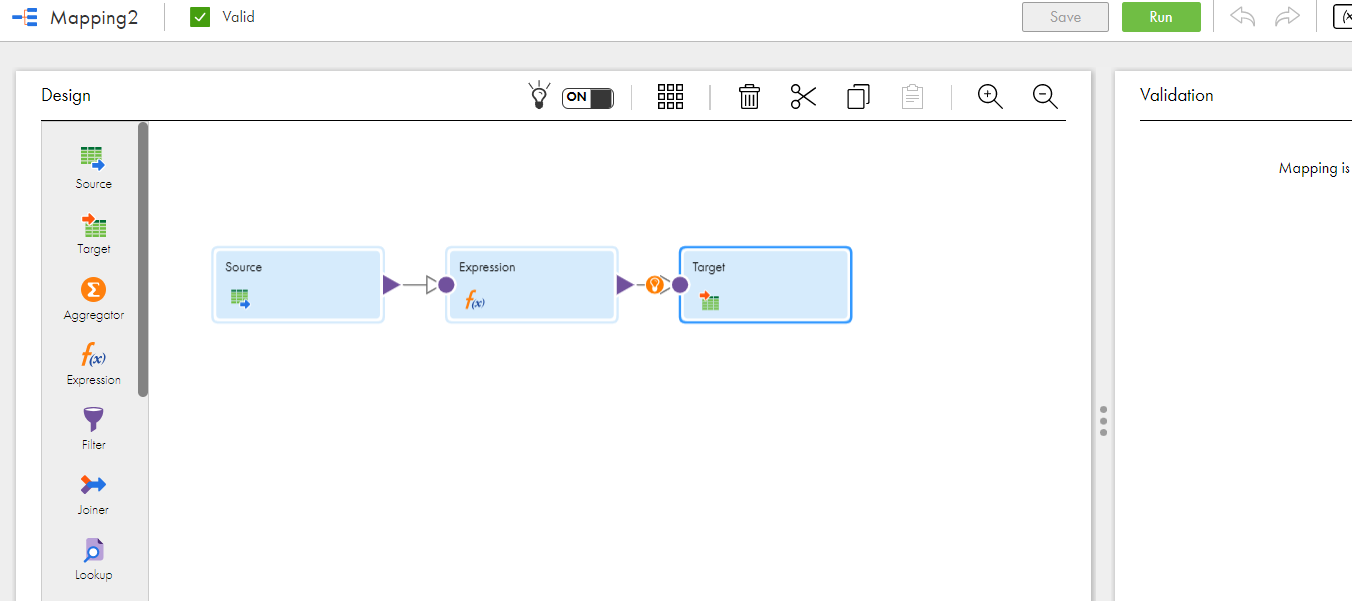 Mapping2
Valid
Save
Run
(x
Design
ON
Validation
Mapping is
Source
Target
Aggregator
f(x)
Expression
Filter
Joiner
Lookup
Source
Expression
f(x)
Target